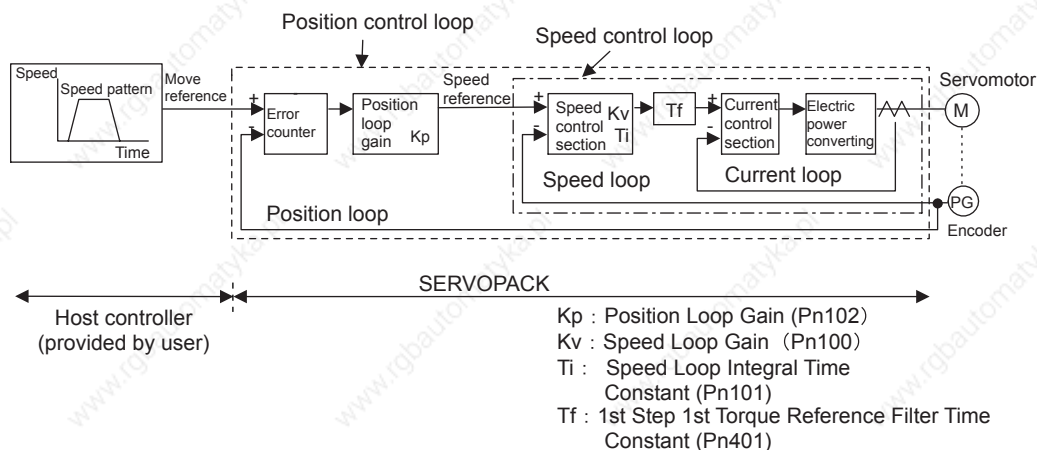 Position control loop
Speed control loop
Speed
Speed pattern
Time
Move
reference
+
-
Error
counter
Position
loop
gain Kp
Speed
reference
+
-
Speed
control
section
Kv
Ti
Tf
+
-
Current
control
section
Electric
power
converting
Servomotor
M
Speed loop
Current loop
Position loop
PG
Encoder
SERVOPACK
Host controller
(provided by user)
Kp : Position Loop Gain (Pn102)
Kv : Speed Loop Gain (Pn100)
Ti : Speed Loop Integral Time
Constant (Pn101)
Tf : 1st Step 1st Torque Reference Filter Time
Constant (Pn401)
www.rgbautomatyka.pl